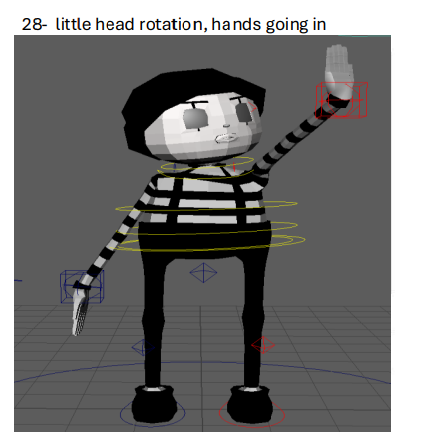 28- little head rotation, hands going in